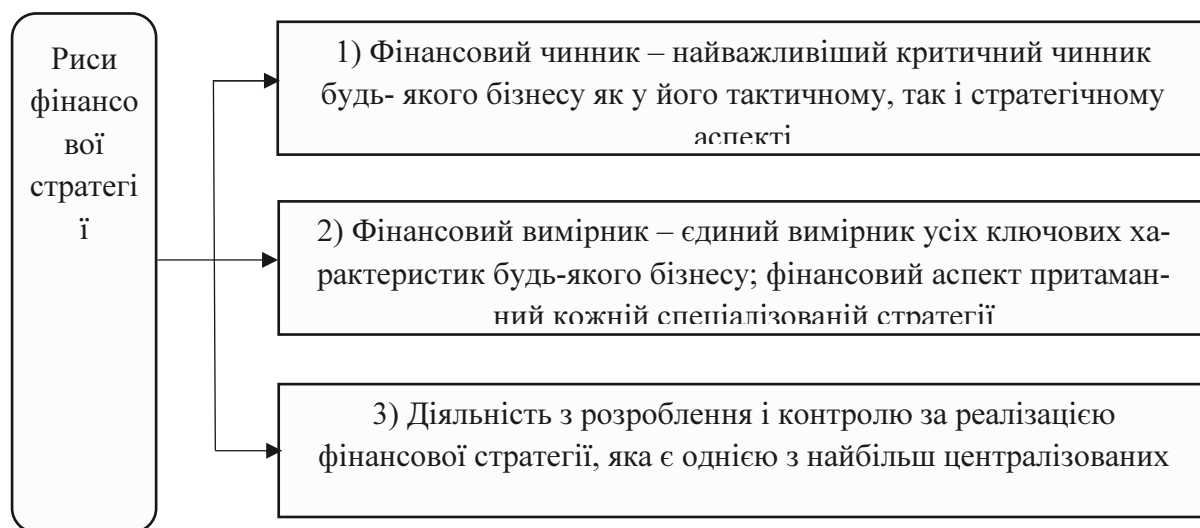 Риси
фінансо
вої
стратегі
ї
1) Фінансовий чинник – найважливіший критичний чинник
будь- якого бізнесу як у його тактичному, так і стратегічному
аспекті
2) Фінансовий вимірник – єдиний вимірник усіх ключових ха-
рактеристик будь-якого бізнесу; фінансовий аспект притаман-
ний кожній спеціалізованій стратегії
3) Діяльність з розроблення і контролю за реалізацією
фінансової стратегії, яка є однією з найбільш централізованих